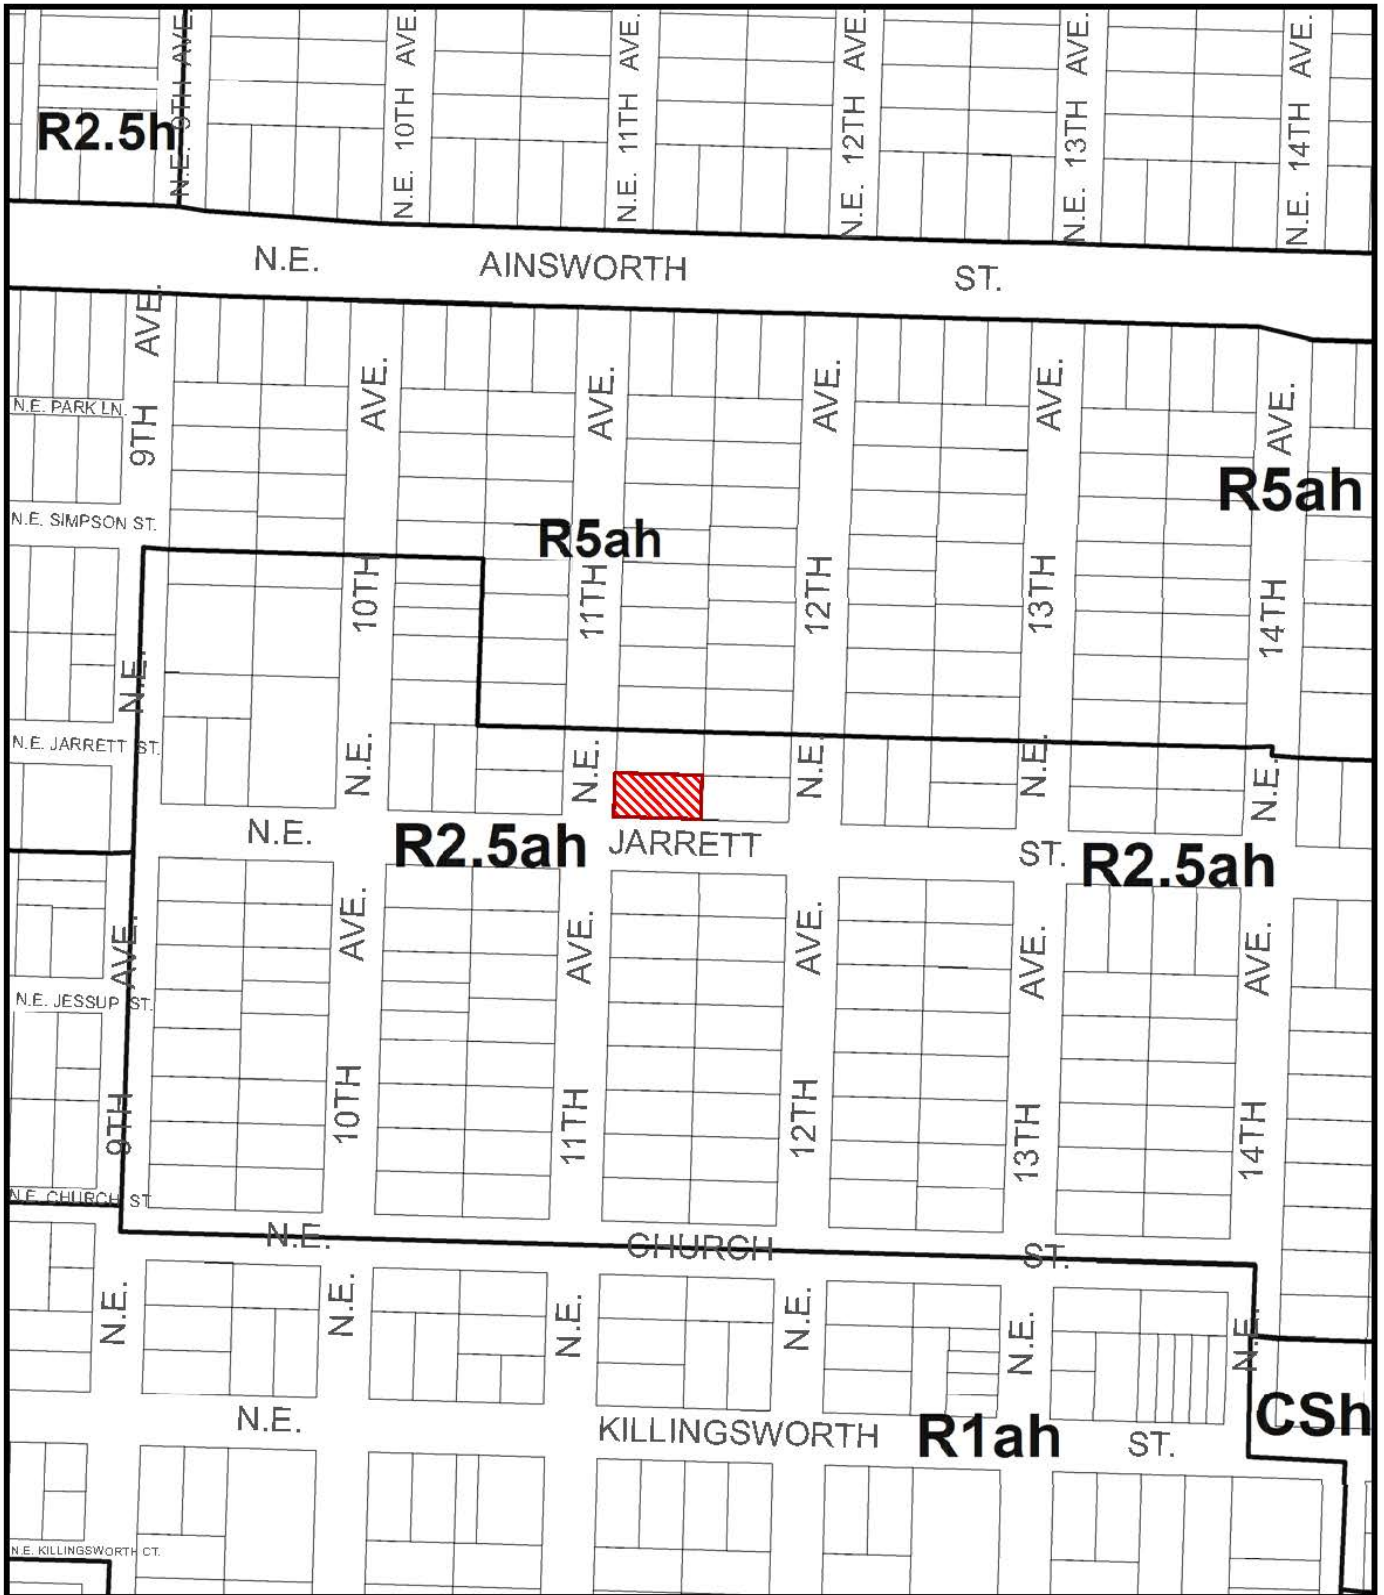 N.E. 9TH AVE.
N.E. 10TH AVE.
N.E. 11TH AVE.
N.E. 12TH AVE.
N.E. 13TH AVE.
N.E. 14TH AVE.
R2.5h
N.E. AINSWORTH ST.
AVE.
9TH
N.E.
AVE.
10TH
N.E.
AVE.
11TH
N.E.
AVE.
12TH
N.E.
AVE.
13TH
N.E.
AVE.
14TH
N.E.
N.E. PARK LN.
R5ah
N.E. SIMPSON ST.
R5ah
N.E. JARRETT ST.
N.E. JARRETT ST.
R2.5ah
R2.5ah
AVE.
9TH
N.E.
AVE.
10TH
N.E.
AVE.
11TH
N.E.
AVE.
12TH
N.E.
AVE.
13TH
N.E.
AVE.
14TH
N.E.
N.E. JESSUP ST.
N.E. CHURCH ST.
N.E. CHURCH ST.
CSh
N.E. KILLINGSWORTH ST.
R1ah
N.E. KILLINGSWORTH CT.